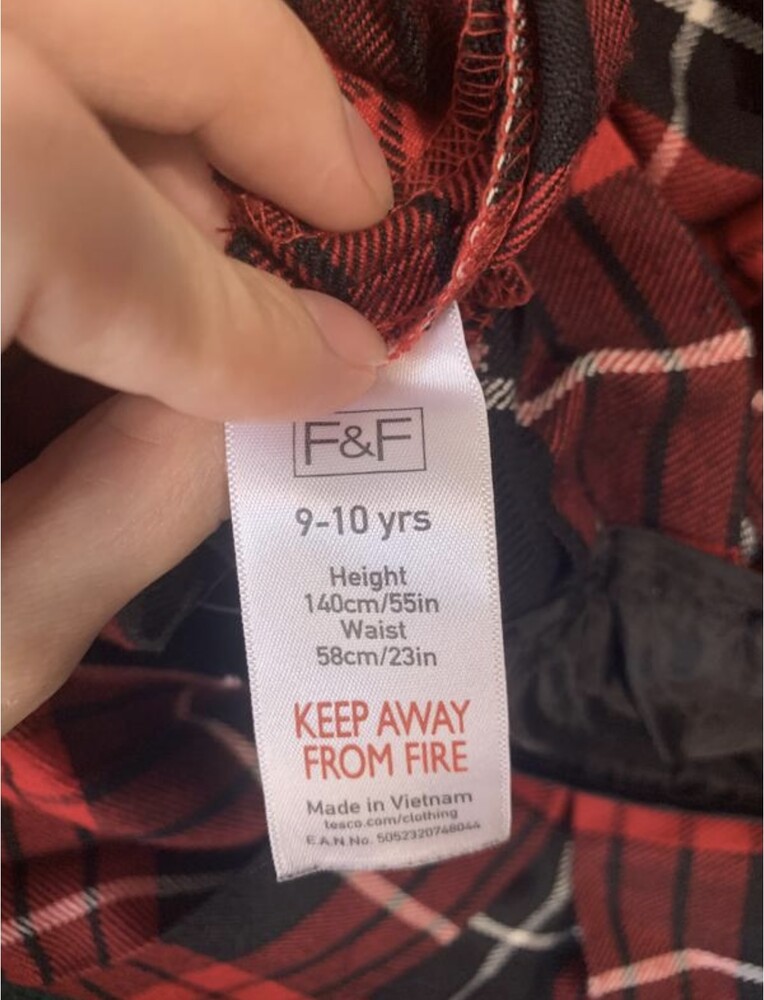 F&F
9-10 yrs
Height
140cm/55in
Waist
58cm/23in
KEEP AWAY
FROM FIRE
Made in Vietnam
tesco.com/clothing
E.A.N.No. 5052320748044